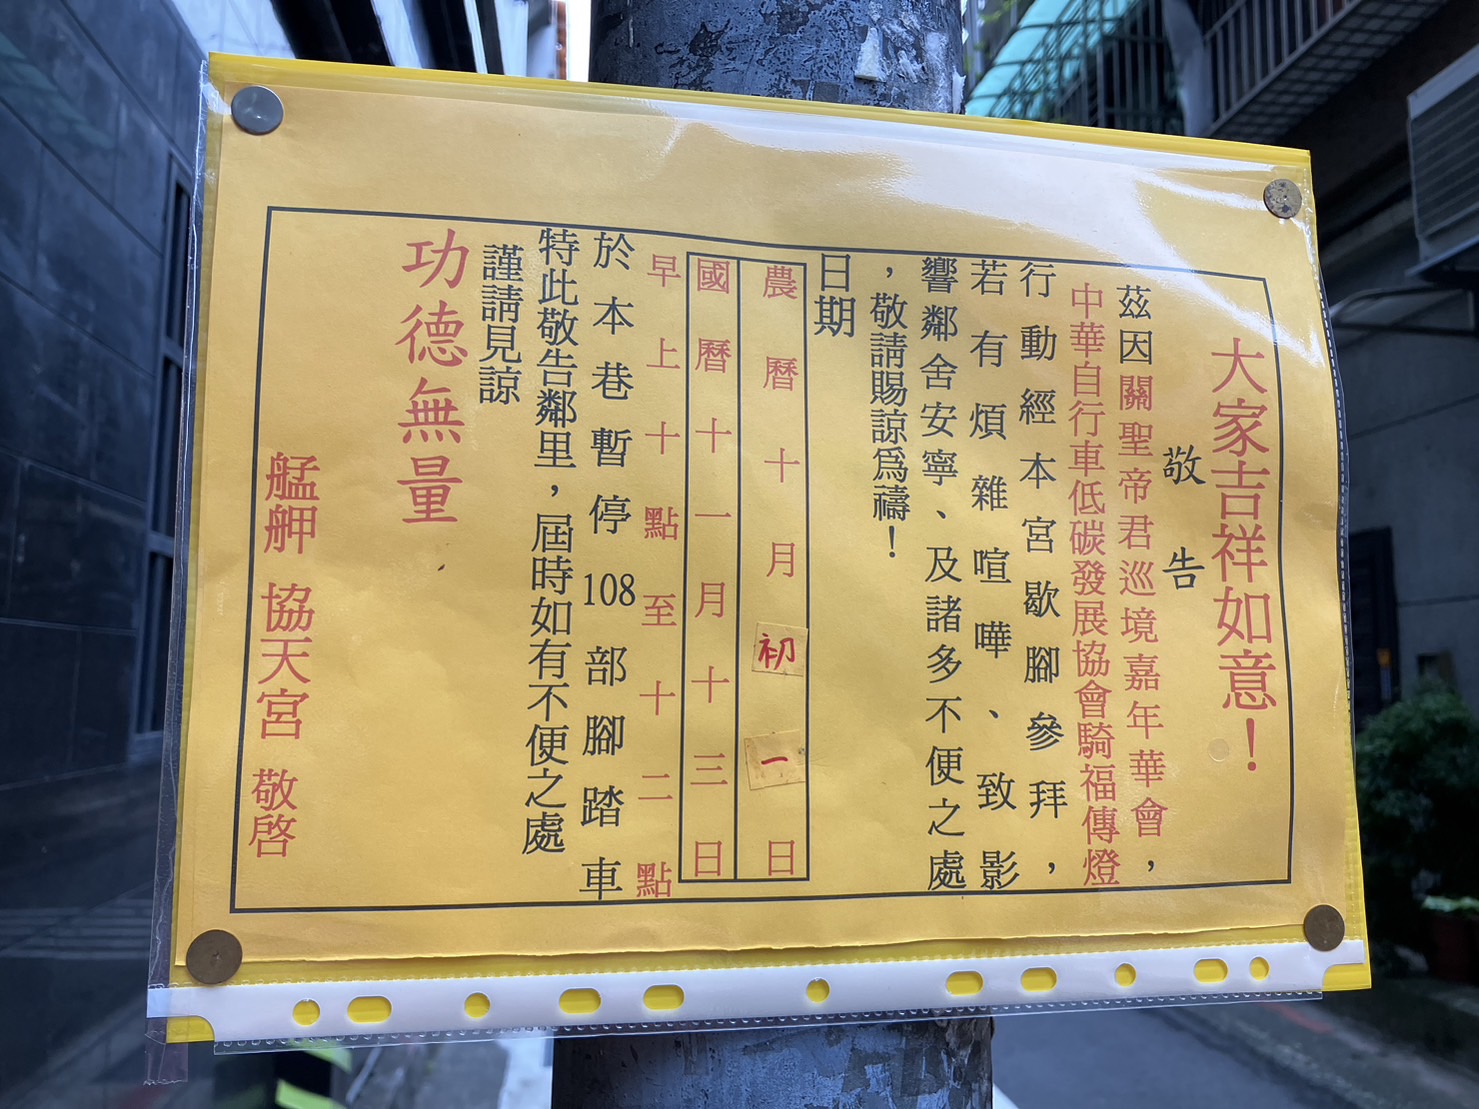 大家吉祥如意！
敬告
茲因關聖帝君巡境嘉年華會，
中華自行車低碳發展協會騎福傳燈
行動經本宮歇腳參拜，
若有煩雜喧嘩、致影
響鄰舍安寧、及諸多不便之處
，敬請賜諒爲禱！
日期
農曆十月初一日
國曆十一月十三日
早上十點至十二點
於本巷暫停108部腳踏車
特此敬告鄰里，屆時如有不便之處
謹請見諒
功德無量
艋舺 協天宮 敬啓